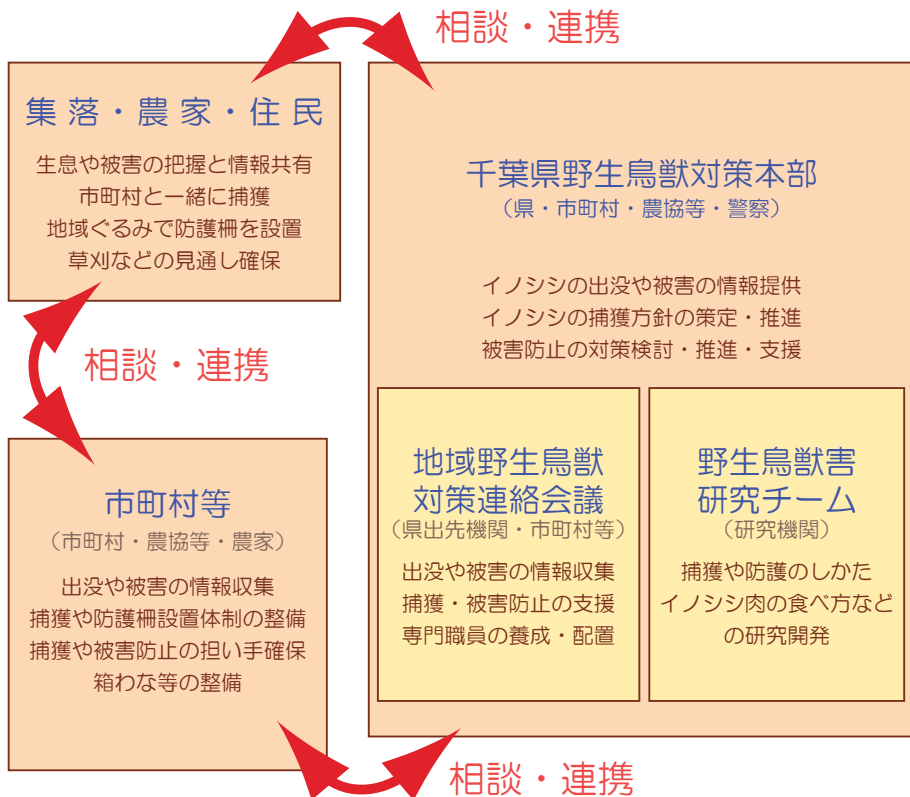 相談・連携
集落・農家・住民
生息や被害の把握と情報共有
市町村と一緒に捕獲
地域ぐるみで防護柵を設置
草刈などの見通し確保
千葉県野生鳥獣対策本部
（県・市町村・農協等・警察）
イノシシの出没や被害の情報提供
イノシシの捕獲方針の策定・推進
被害防止の対策検討・推進・支援
相談・連携
市町村等
（市町村・農協等・農家）
出没や被害の情報収集
捕獲や防護柵設置体制の整備
捕獲や被害防止の担い手確保
箱わな等の整備
地域野生鳥獣
対策連絡会議
（県出先機関・市町村等）
出没や被害の情報収集
捕獲・被害防止の支援
専門職員の養成・配置
野生鳥獣害
研究チーム
（研究機関）
捕獲や防護のしかた
イノシシ肉の食べ方など
の研究開発
相談・連携